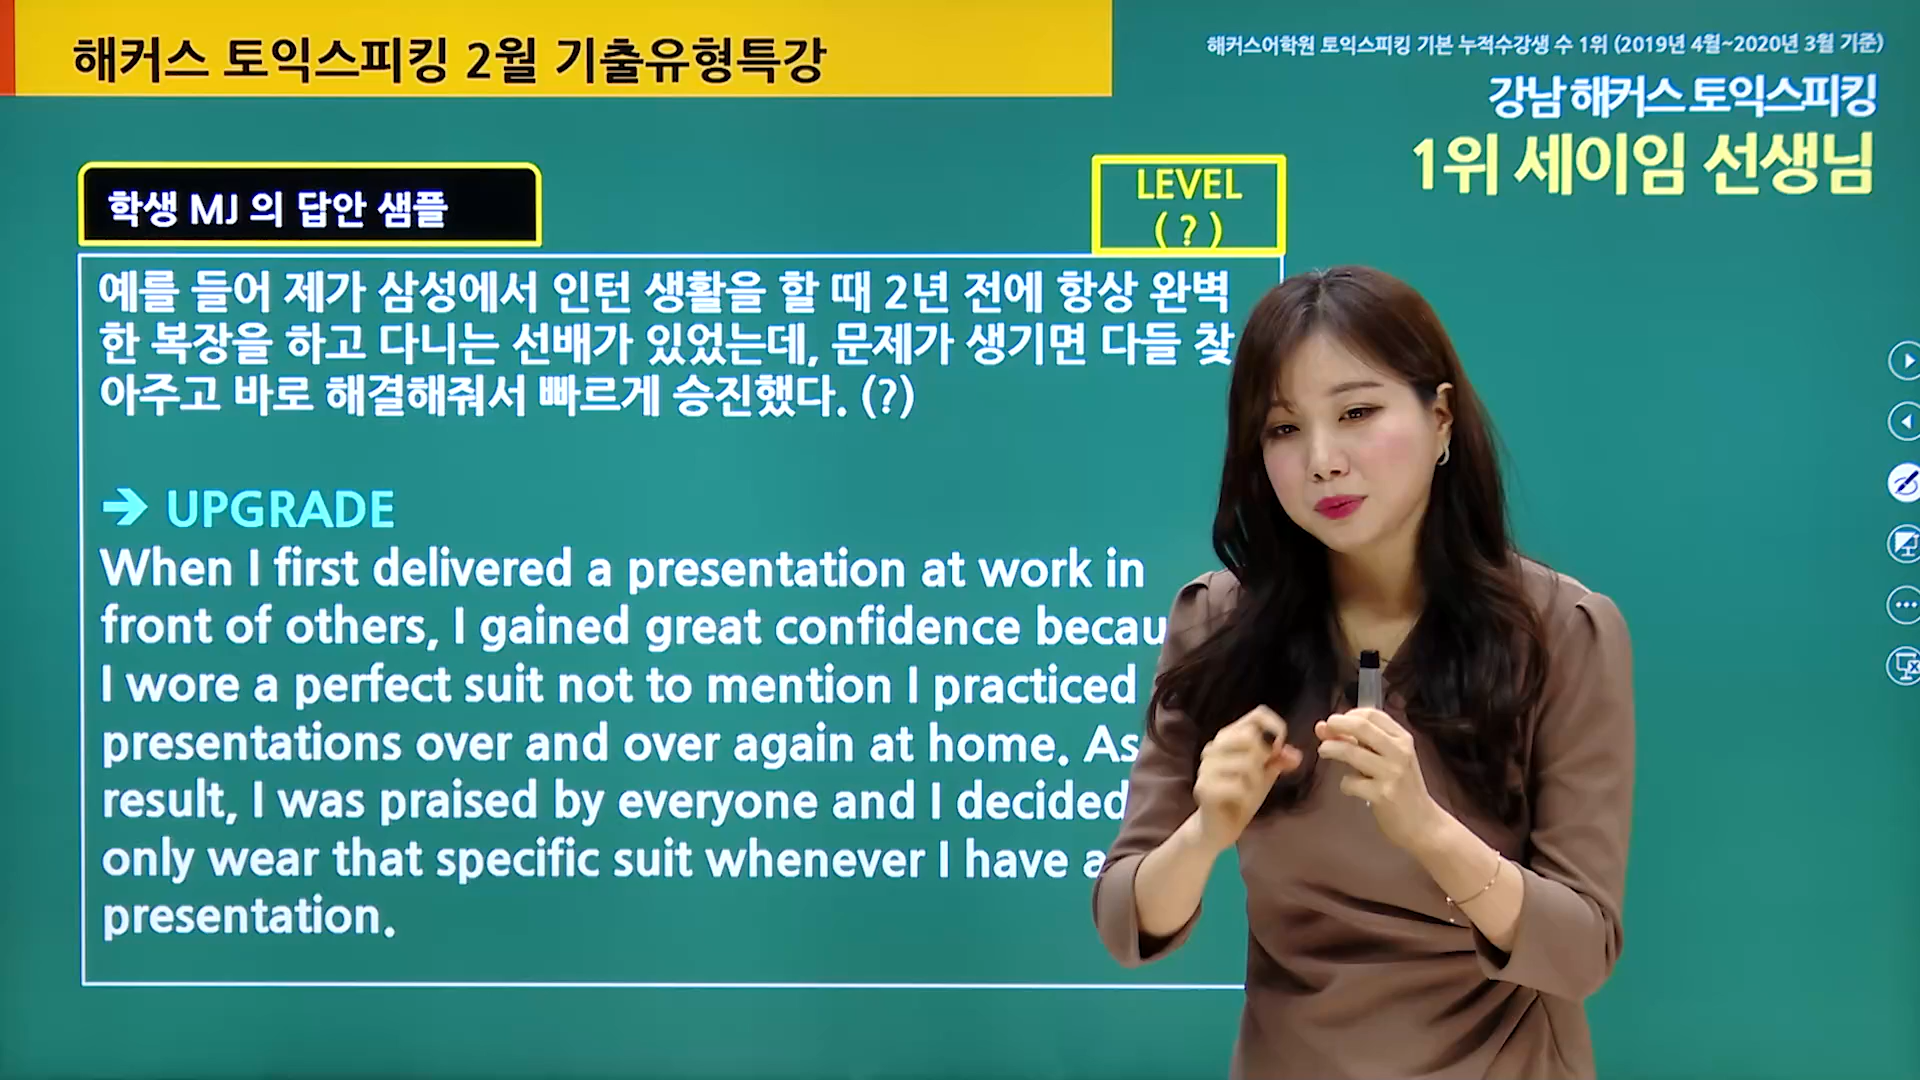 해커스 토익스피킹 2월 기출유형특강
해커스어학원 토익스피킹 기본 누적수강생 수 1위 (2019년 4월~2020년 3월 기준)
강남 해커스 토익스피킹
1위 세이임 선생님
학생 MJ 의 답안 샘플
LEVEL
( ? )
예를 들어 제가 삼성에서 인턴 생활을 할 때 2년 전에 항상 완벽
한 복장을 하고 다니는 선배가 있었는데, 문제가 생기면 다들 찾
아주고 바로 해결해줘서 빠르게 승진했다. (?)
→ UPGRADE
When I first delivered a presentation at work in
front of others, I gained great confidence becau
I wore a perfect suit not to mention I practiced
presentations over and over again at home. As
result, I was praised by everyone and I decided
only wear that specific suit whenever I have a
presentation.